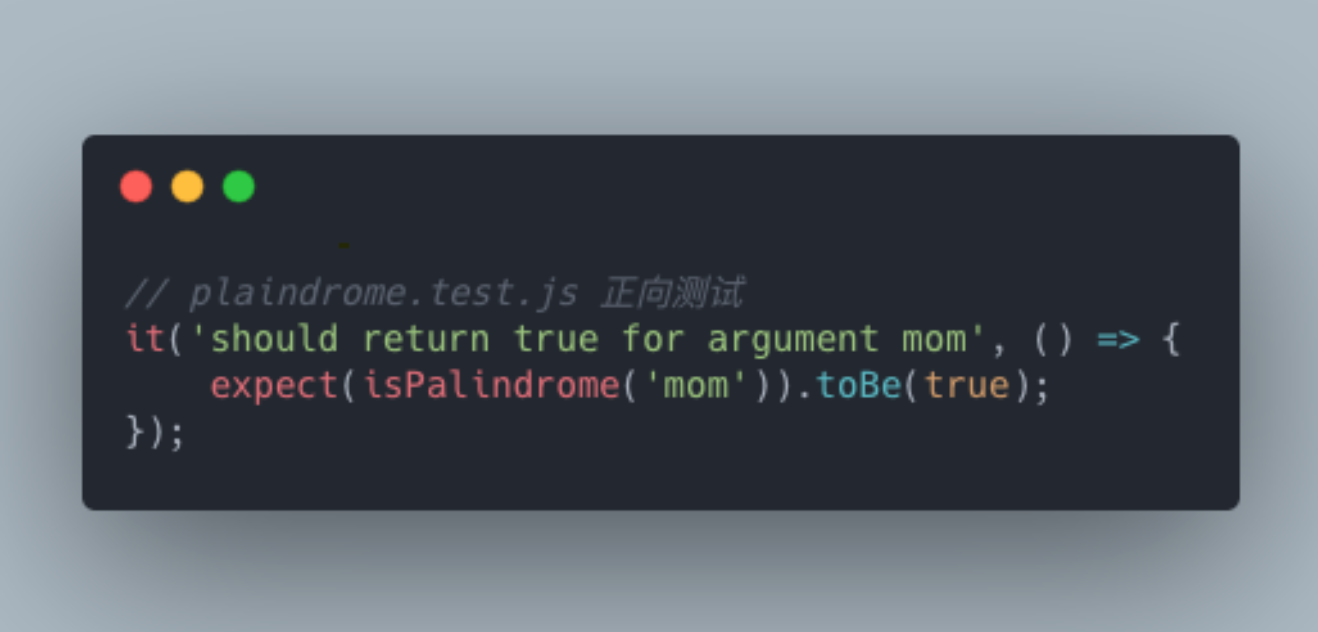 // plaindrome.test.js 正向测试
it('should return true for argument mom', () => {
    expect(isPalindrome('mom')).toBe(true);
});